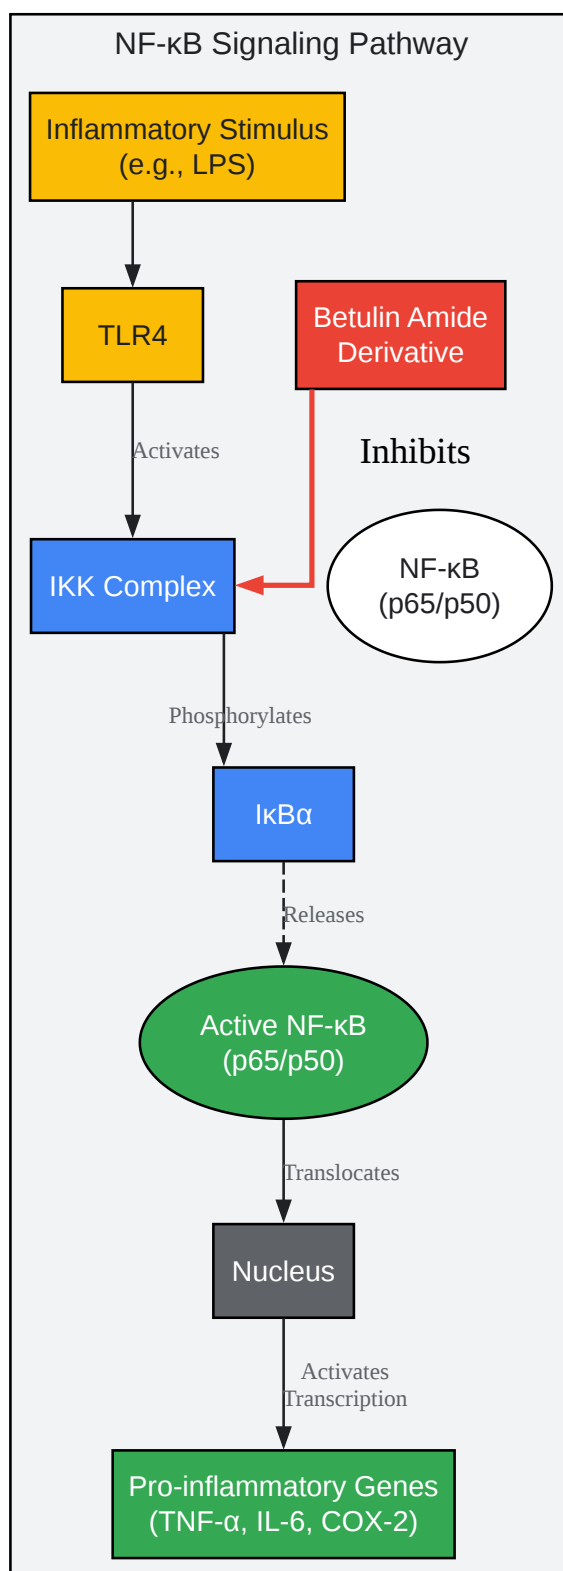 NF-κB Signaling Pathway
Inflammatory Stimulus
(e.g., LPS)
TLR4
Betulin Amide
Derivative
Activates
Inhibits
IKK Complex
NF-κB
(p65/p50)
Phosphorylates
IκBα
Releases
Active NF-κB
(p65/p50)
Translocates
Nucleus
Activates
Transcription
Pro-inflammatory Genes
(TNF-α, IL-6, COX-2)